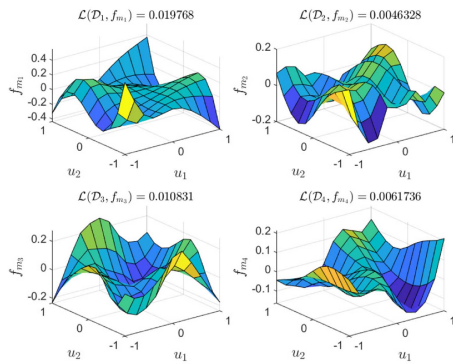 ℒ(𝒟₁, f_{m₁}) = 0.019768
ℒ(𝒟₂, f_{m₂}) = 0.0046328
0.4
0.2
0
-0.2
-0.4
f_{m₁}
1
0
-1
u₂
-1
0
1
u₁
0.2
0
-0.2
f_{m₂}
1
0
-1
u₂
-1
0
1
u₁
ℒ(𝒟₃, f_{m₃}) = 0.010831
ℒ(𝒟₄, f_{m₄}) = 0.0061736
0.2
0
-0.2
f_{m₃}
1
0
-1
u₂
-1
0
1
u₁
0.1
0
-0.1
f_{m₄}
1
0
-1
u₂
-1
0
1
u₁